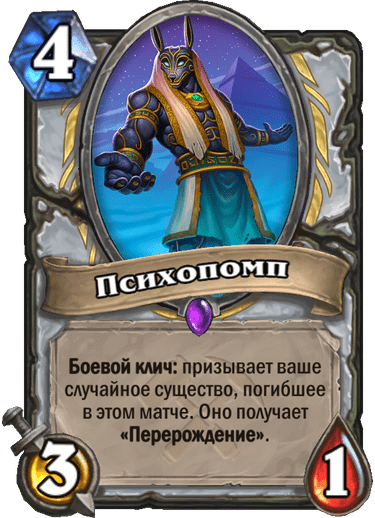 4
Психопомп
Боевой клич: призывает ваше
случайное существо, погибшее
в этом матче. Оно получает
«Перерождение».
3
1